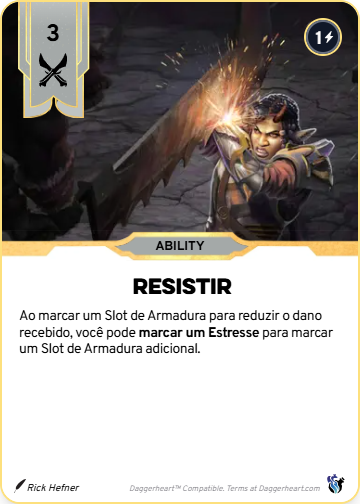 3
1
ABILITY
RESISTIR
Ao marcar um Slot de Armadura para reduzir o dano
recebido, você pode marcar um Estresse para marcar
um Slot de Armadura adicional.
Rick Hefner
Daggerheart™ Compatible. Terms at Daggerheart.com